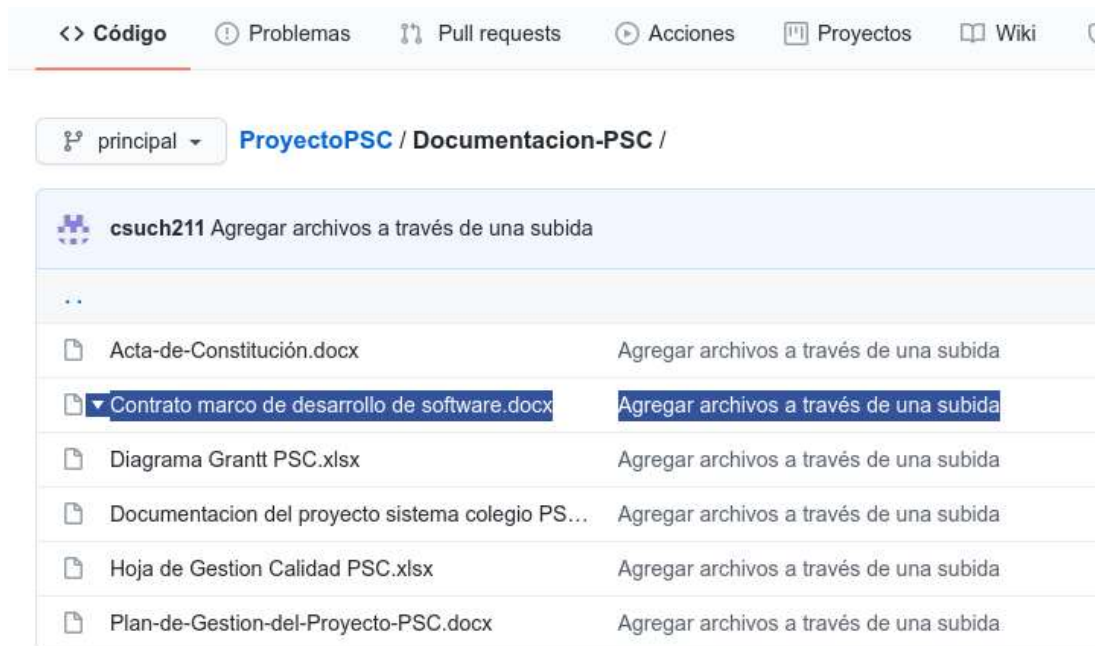 <> Código Problemas Pull requests Acciones Proyectos Wiki
principal ProyectoPSC / Documentacion-PSC /
csuch211 Agregar archivos a través de una subida
. .
Acta-de-Constitución.docx Agregar archivos a través de una subida
Contrato marco de desarrollo de software.docx Agregar archivos a través de una subida
Diagrama Grantt PSC.xlsx Agregar archivos a través de una subida
Documentacion del proyecto sistema colegio PS... Agregar archivos a través de una subida
Hoja de Gestion Calidad PSC.xlsx Agregar archivos a través de una subida
Plan-de-Gestion-del-Proyecto-PSC.docx Agregar archivos a través de una subida